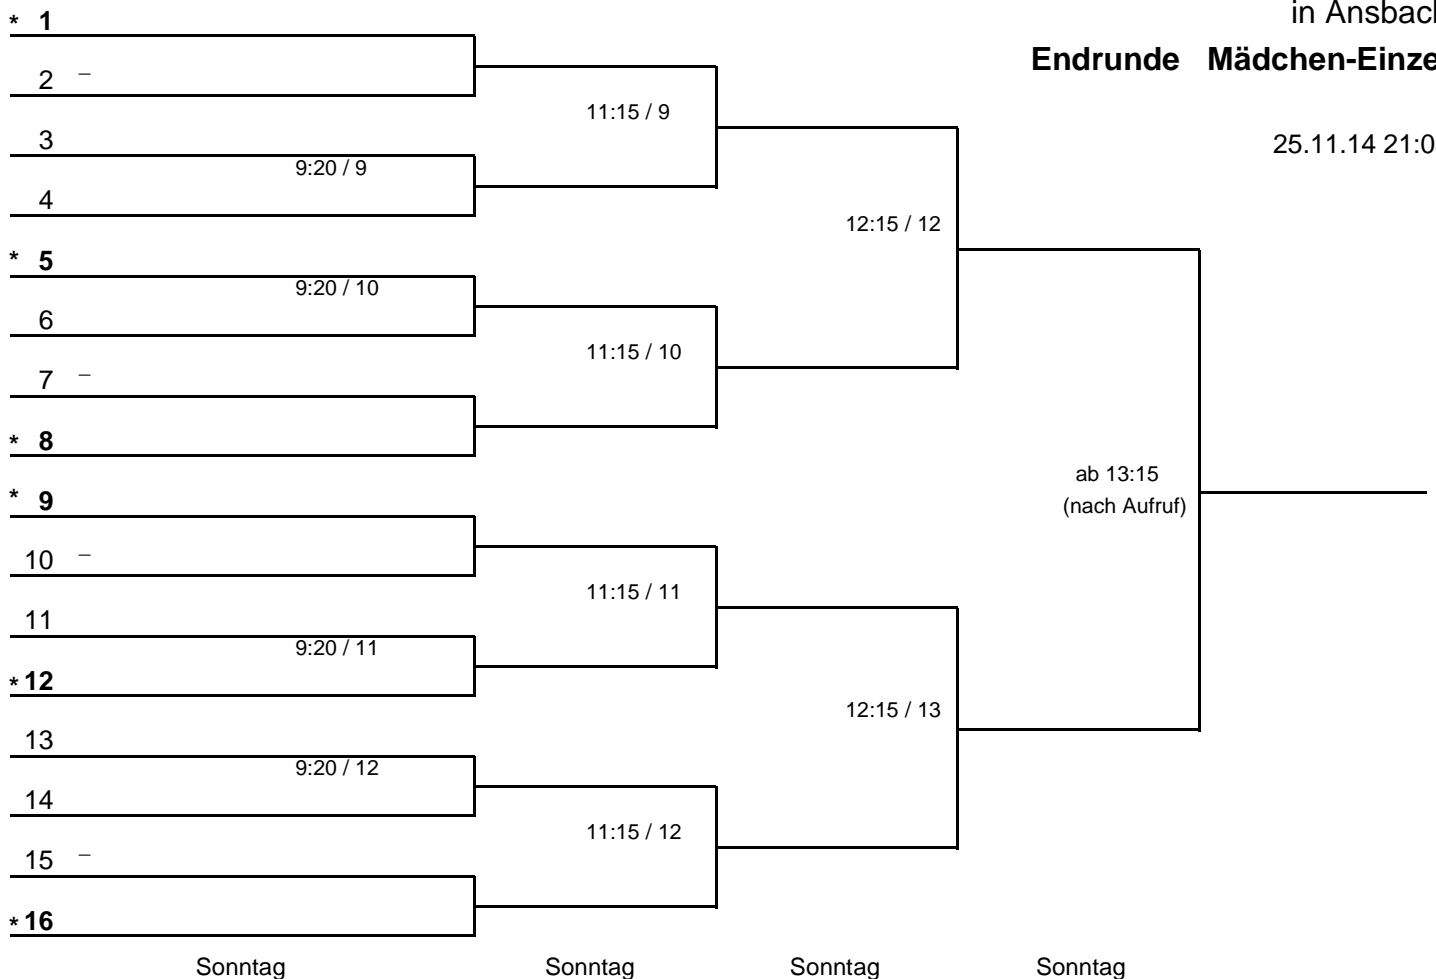 in Ansbach
Endrunde Mädchen-Einze
25.11.14 21:0
* 1
2 –
11:15 / 9
3
9:20 / 9
4
12:15 / 12
* 5
9:20 / 10
6
11:15 / 10
7 –
* 8
ab 13:15
(nach Aufruf)
* 9
10 –
11:15 / 11
11
9:20 / 11
* 12
12:15 / 13
13
9:20 / 12
14
11:15 / 12
15 –
* 16
Sonntag Sonntag Sonntag Sonntag